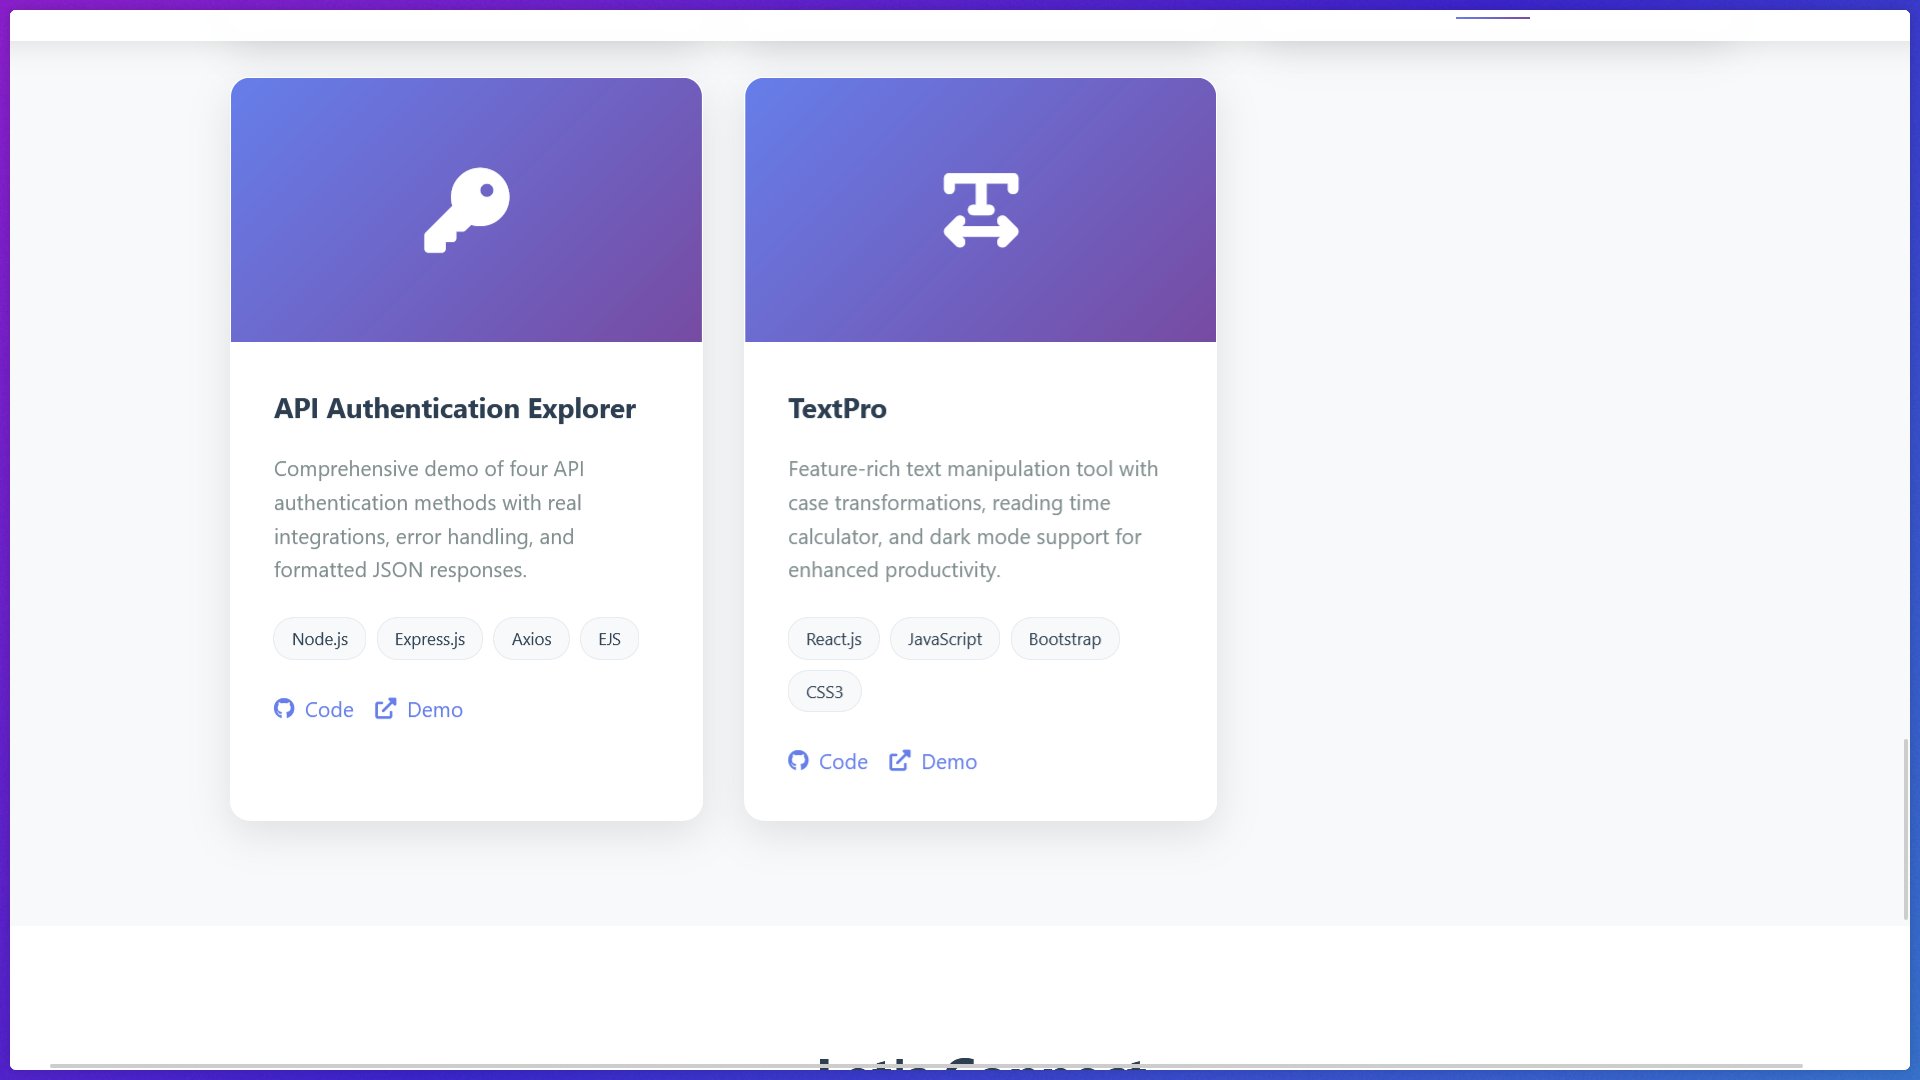 API Authentication Explorer
Comprehensive demo of four API
authentication methods with real
integrations, error handling, and
formatted JSON responses.
Node.js Express.js Axios EJS
Code Demo
TextPro
Feature-rich text manipulation tool with
case transformations, reading time
calculator, and dark mode support for
enhanced productivity.
React.js JavaScript Bootstrap
CSS3
Code Demo
Let's Connect